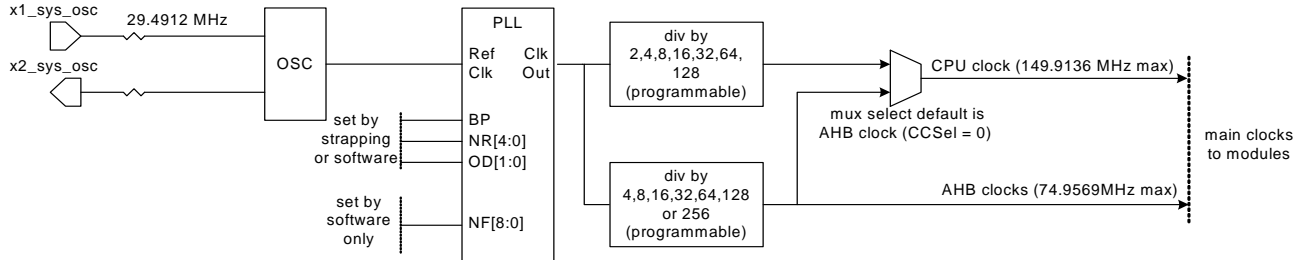 x1_sys_osc
29.4912 MHz
x2_sys_osc
OSC
PLL
Ref Clk
Clk Out
BP
NR[4:0]
OD[1:0]
NF[8:0]
set by
strapping
or software
set by
software
only
div by
2,4,8,16,32,64,
128
(programmable)
div by
4,8,16,32,64,128
or 256
(programmable)
CPU clock (149.9136 MHz max)
mux select default is
AHB clock (CCSel = 0)
AHB clocks (74.9569MHz max)
main clocks
to modules